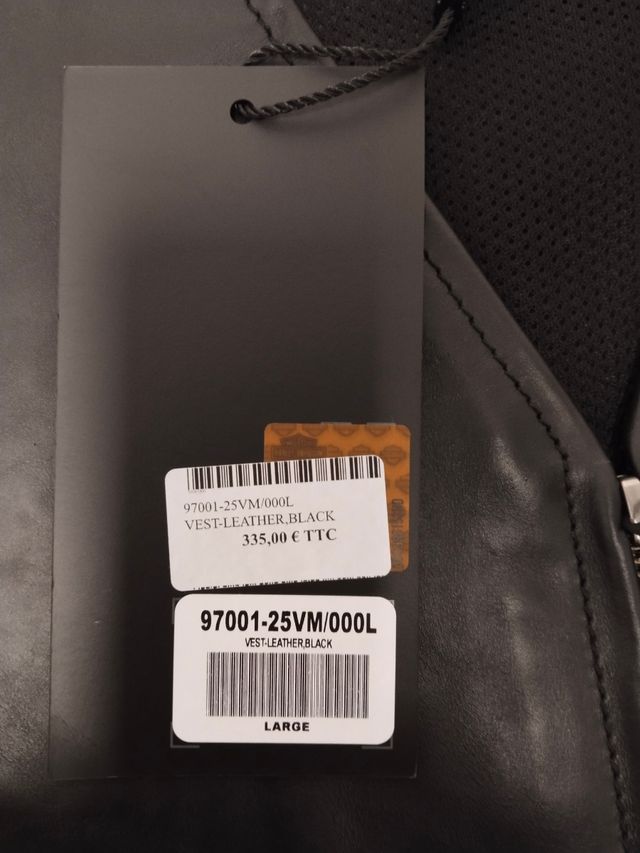 97001-25VM/000L
VEST-LEATHER,BLACK
335,00 € TTC
97001-25VM/000L
VEST-LEATHER,BLACK
LARGE